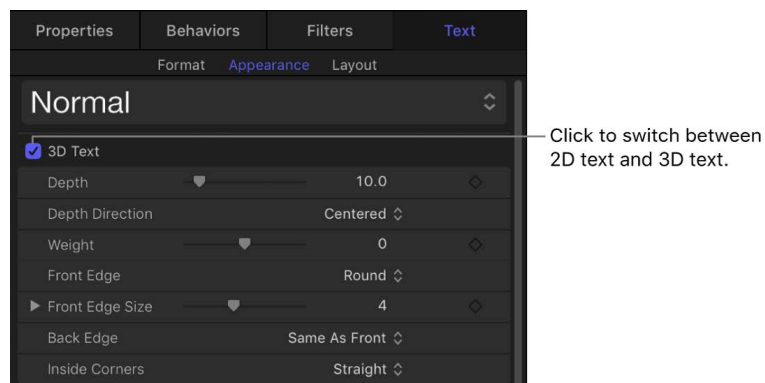 Properties Behaviors Filters Text
Format Appearance Layout
Normal
Click to switch between
2D text and 3D text.
3D Text
Depth 10.0
Depth Direction Centered
Weight 0
Front Edge Round
Front Edge Size 4
Back Edge Same As Front
Inside Corners Straight